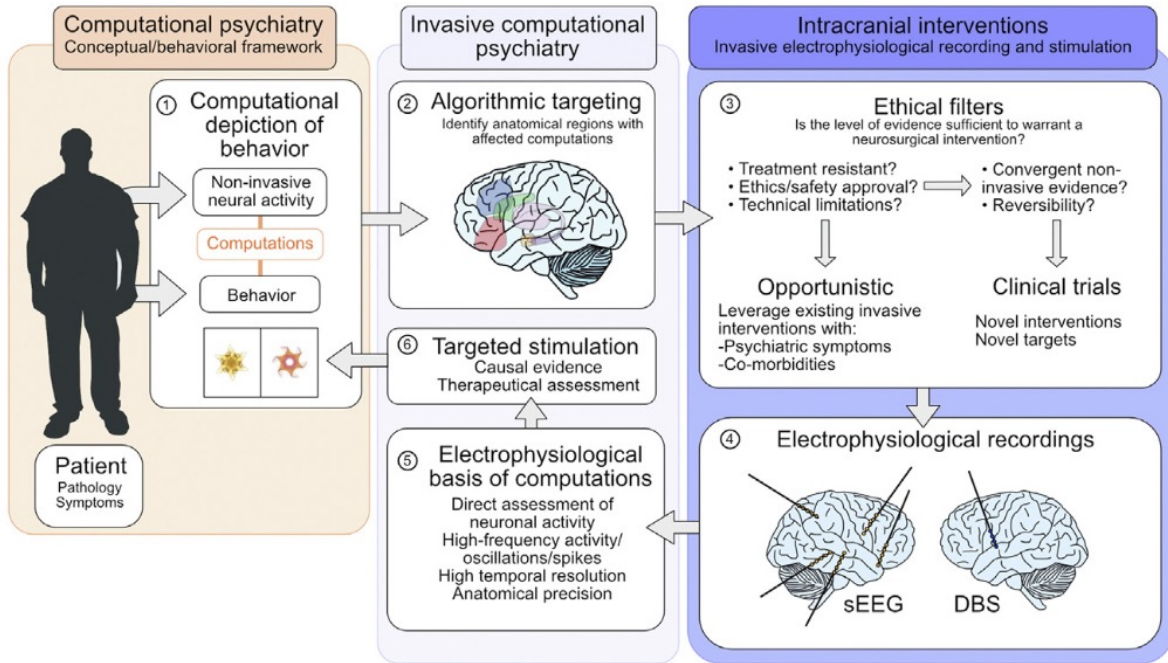 Computational psychiatry
Conceptual/behavioral framework
1
Computational
depiction of
behavior
Non-invasive
neural activity
Computations
Behavior
Patient
Pathology
Symptoms
Invasive computational
psychiatry
2
Algorithmic targeting
Identify anatomical regions with
affected computations
Intracranial interventions
Invasive electrophysiological recording and stimulation
3
Ethical filters
Is the level of evidence sufficient to warrant a
neurosurgical intervention?
• Treatment resistant?
• Ethics/safety approval?
• Technical limitations?
• Convergent non-
invasive evidence?
• Reversibility?
Opportunistic
Leverage existing invasive
interventions with:
-Psychiatric symptoms
-Co-morbidities
Clinical trials
Novel interventions
Novel targets
4
Electrophysiological recordings
sEEG
DBS
5
Electrophysiological
basis of computations
Direct assessment of
neuronal activity
High-frequency activity/
oscillations/spikes
High temporal resolution
Anatomical precision
6
Targeted stimulation
Causal evidence
Therapeutical assessment